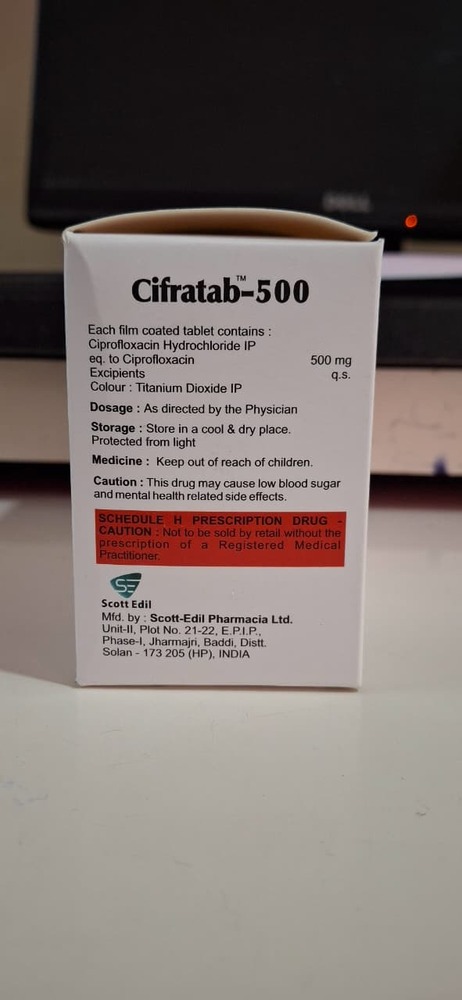 DELL
Cifratab™-500
Each film coated tablet contains :
Ciprofloxacin Hydrochloride IP
eq. to Ciprofloxacin 500 mg
Excipients q.s.
Colour : Titanium Dioxide IP
Dosage : As directed by the Physician
Storage : Store in a cool & dry place.
Protected from light
Medicine : Keep out of reach of children.
Caution : This drug may cause low blood sugar
and mental health related side effects.
SCHEDULE H PRESCRIPTION DRUG -
CAUTION : Not to be sold by retail without the
prescription of a Registered Medical
Practitioner.
SE
Scott Edil
Mfd. by : Scott-Edil Pharmacia Ltd.
Unit-II, Plot No. 21-22, E.P.I.P.,
Phase-I, Jharmajri, Baddi, Distt.
Solan - 173 205 (HP), INDIA